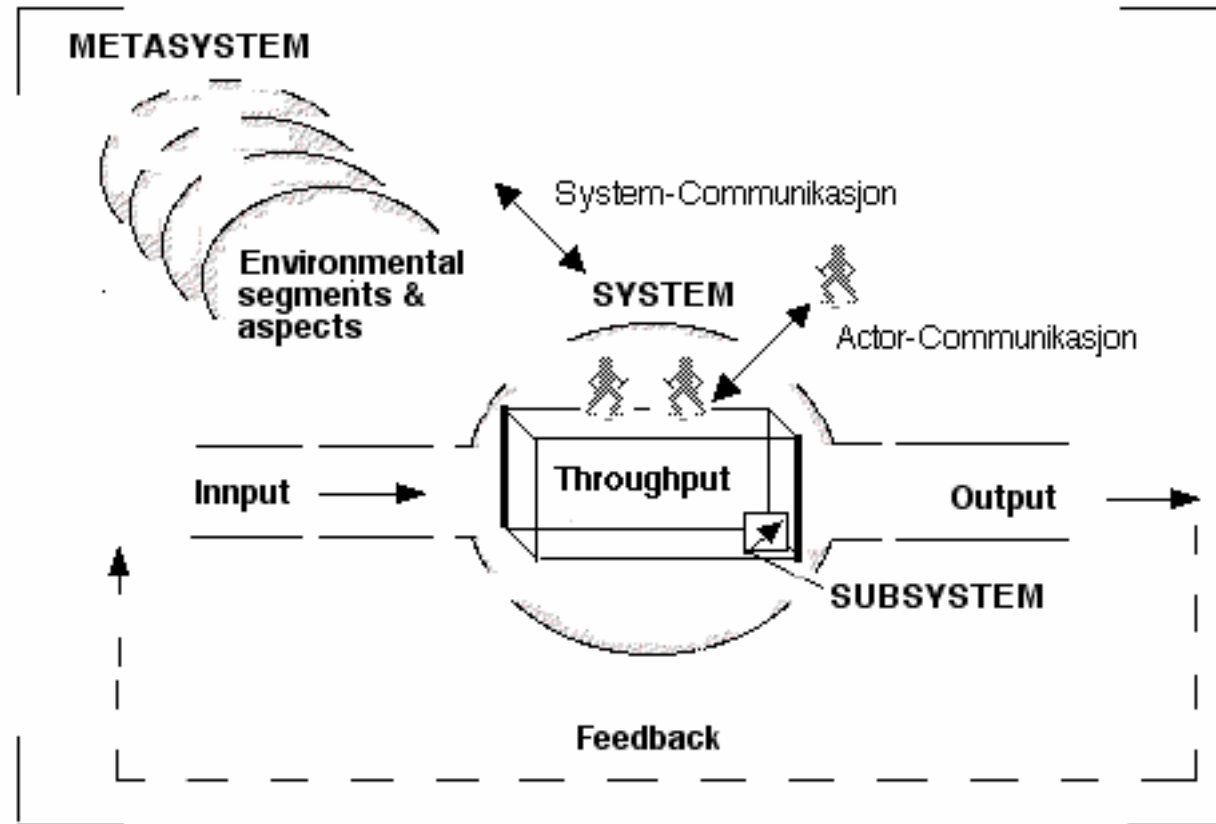 METASYSTEM
System-Communikasjon
Environmental
segments &
aspects
SYSTEM
Actor-Communikasjon
Innput
Throughput
Output
SUBSYSTEM
Feedback